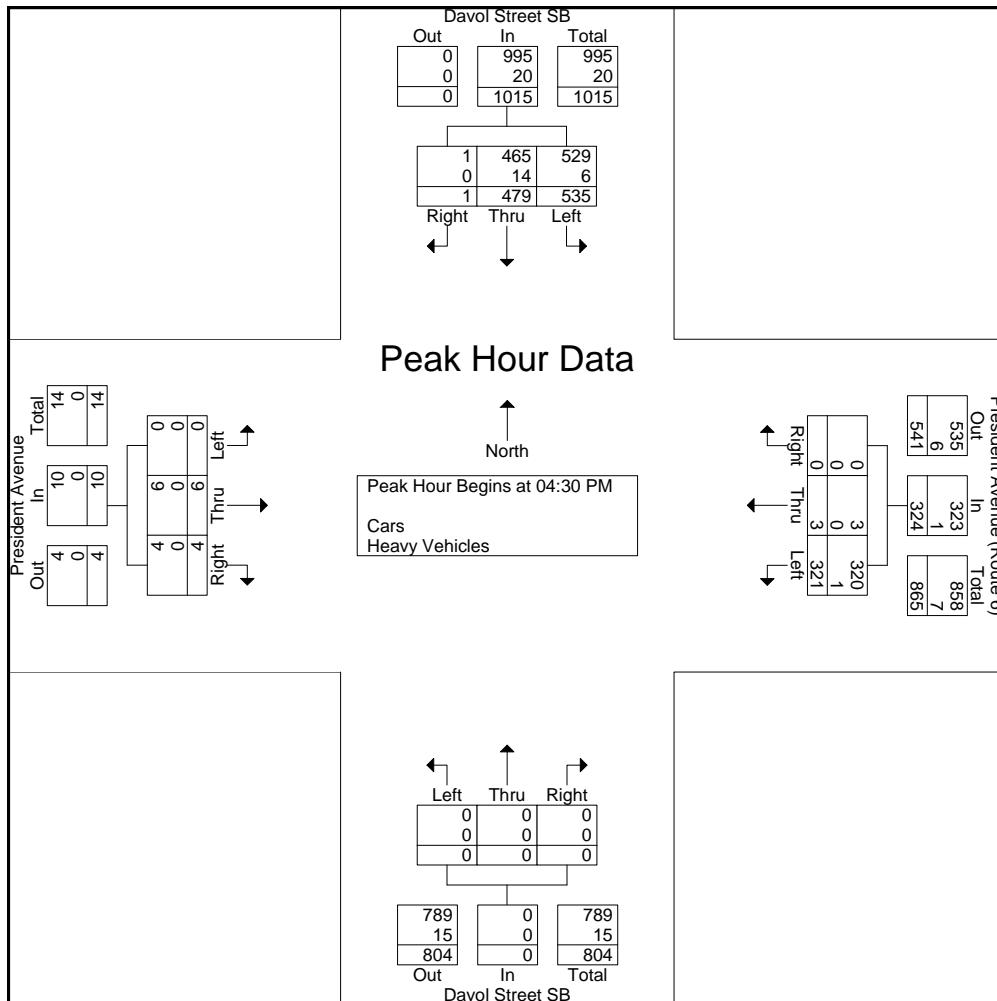 Davol Street SB
Out In Total
0 995 995
0 20 20
0 1015 1015
1 465 529
0 14 6
1 479 535
Right Thru Left
Peak Hour Data
North
Peak Hour Begins at 04:30 PM
Cars
Heavy Vehicles
President Avenue
Out In Total
4 10 14
0 0 0
4 10 14
4 6 0
0 0 0
4 6 0
Right Thru Left
President Avenue (Route 6)
Out In Total
535 323 858
6 1 7
541 324 865
0 3 320
0 0 1
0 3 321
Right Thru Left
Left Thru Right
0 0 0
0 0 0
0 0 0
789 0 789
15 0 15
804 0 804
Out In Total
Davol Street SB